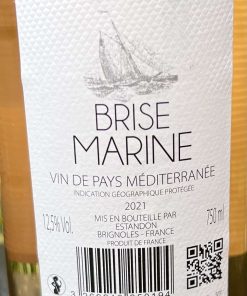 BRISE
MARINE
VIN DE PAYS MÉDITERRANÉE
INDICATION GÉOGRAPHIQUE PROTÉGÉE
2021
12.5% Vol.
MIS EN BOUTEILLE PAR
ESTANDON
BRIGNOLES - FRANCE
PRODUIT DE FRANCE
750 ml